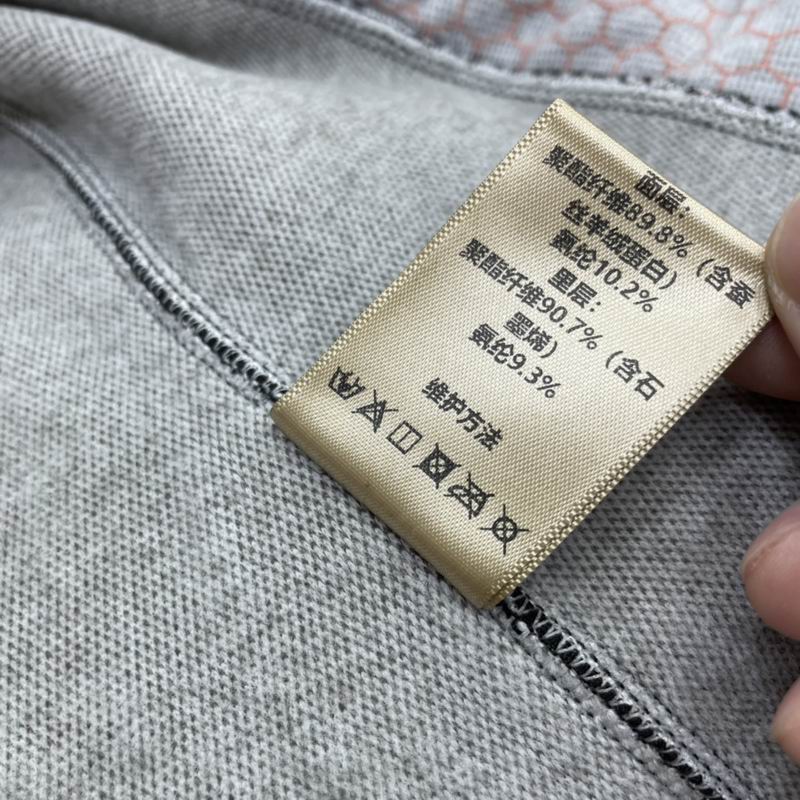 面层：
聚酯纤维89.8%（含蚕
丝羊绒蛋白）
氨纶10.2%
里层：
聚酯纤维90.7%（含石
墨烯）
氨纶9.3%
维护方法